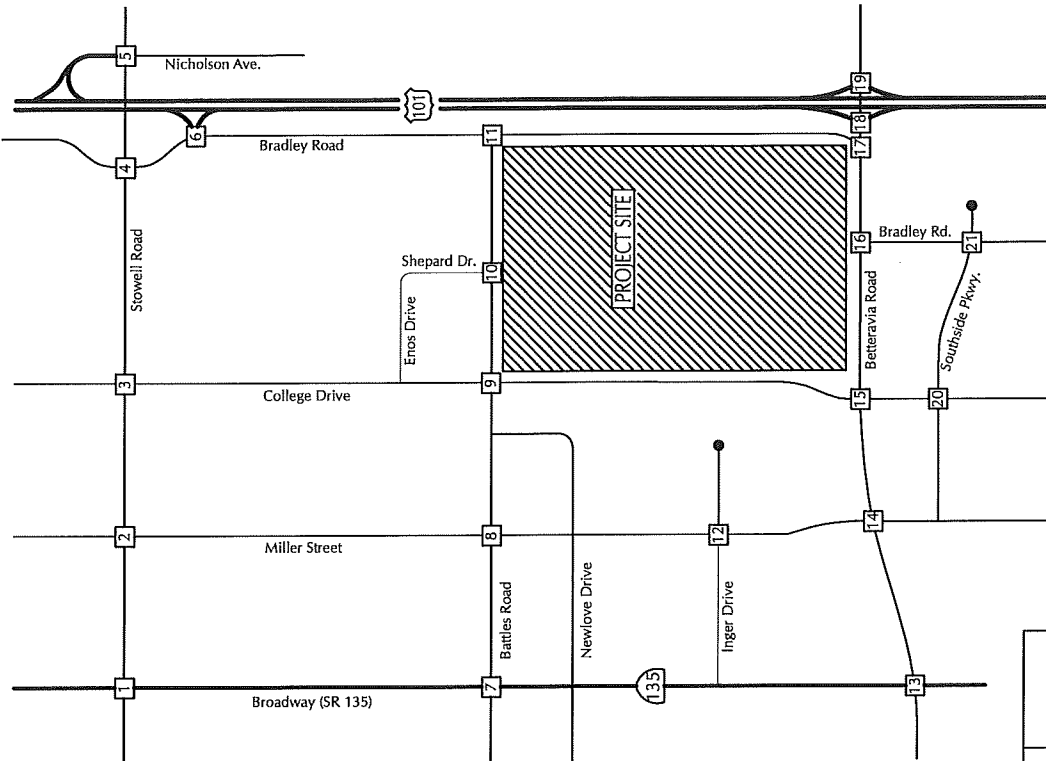 5
Nicholson Ave.
19
101
18
6
11
Bradley Road
17
4
PROJECT SITE
Bradley Rd.
16
21
Stowell Road
Shepard Dr.
10
Enos Drive
Betteravia Road
Southside Pkwy.
3
9
College Drive
15
20
14
2
8
12
Miller Street
Battles Road
Newlove Drive
Inger Drive
1
7
135
13
Broadway (SR 135)